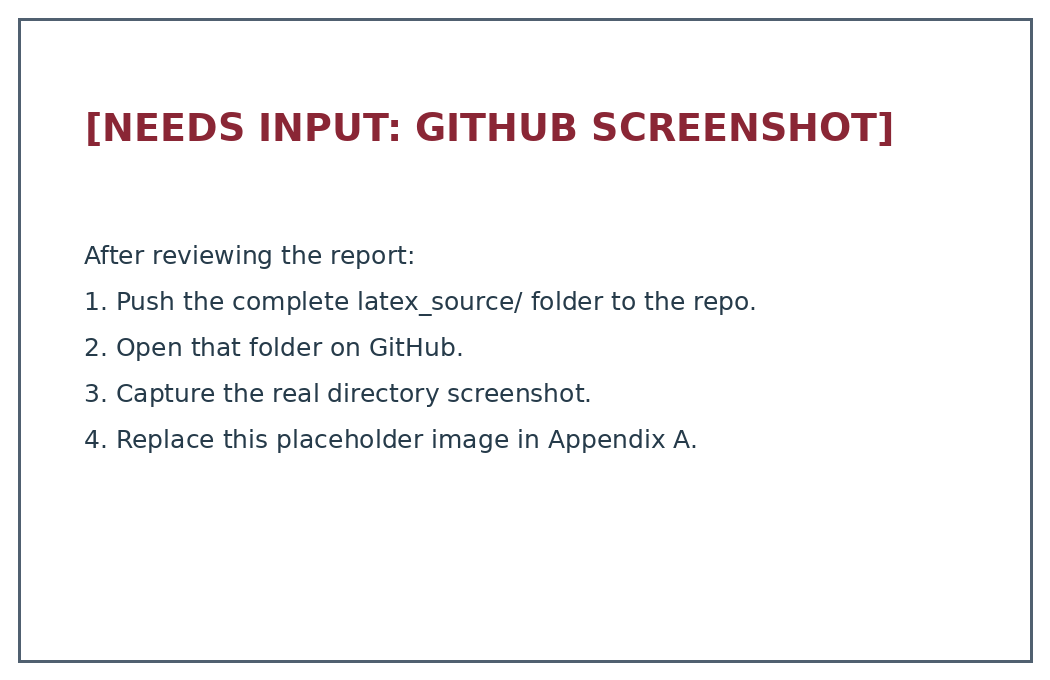 [NEEDS INPUT: GITHUB SCREENSHOT]
After reviewing the report:
1. Push the complete latex_source/ folder to the repo.
2. Open that folder on GitHub.
3. Capture the real directory screenshot.
4. Replace this placeholder image in Appendix A.